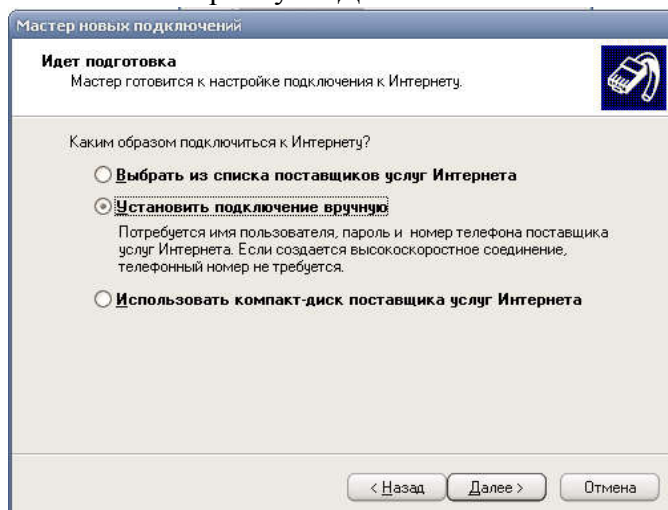 Мастер новых подключений
Идет подготовка
Мастер готовится к настройке подключения к Интернету.
Каким образом подключиться к Интернету?
Выбрать из списка поставщиков услуг Интернета
Установить подключение вручную
Потребуется имя пользователя, пароль и номер телефона поставщика
услуг Интернета. Если создается высокоскоростное соединение,
телефонный номер не требуется.
Использовать компакт-диск поставщика услуг Интернета
< Назад Далее > Отмена